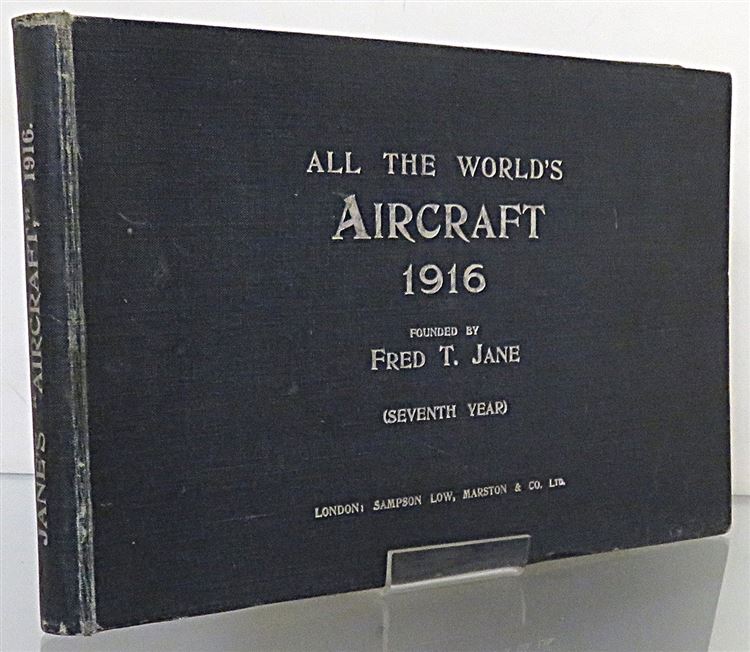 ALL THE WORLD'S
AIRCRAFT
1916
FOUNDED BY
FRED T. JANE
(SEVENTH YEAR)
LONDON: SAMPSON LOW, MARSTON & CO. LTD.
JANE'S "AIRCRAFT," 1916.